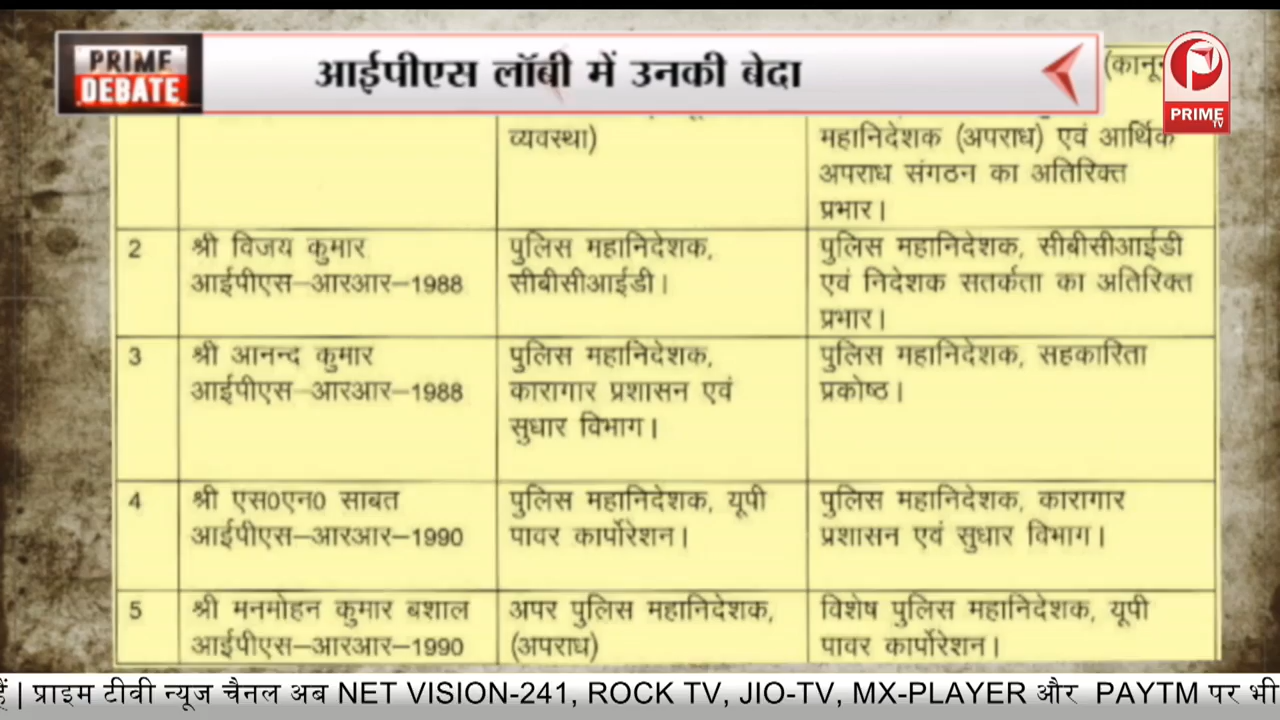 PRIME
DEBATE
आईपीएस लॉबी में उनकी बेदा
PRIME
TV
व्यवस्था)
महानिदेशक (अपराध) एवं आर्थिक
अपराध संगठन का अतिरिक्त
प्रभार।
2
श्री विजय कुमार
आईपीएस–आरआर–1988
पुलिस महानिदेशक,
सीबीसीआईडी।
पुलिस महानिदेशक, सीबीसीआईडी
एवं निदेशक सतर्कता का अतिरिक्त
प्रभार।
3
श्री आनन्द कुमार
आईपीएस–आरआर–1988
पुलिस महानिदेशक,
कारागार प्रशासन एवं
सुधार विभाग।
पुलिस महानिदेशक, सहकारिता
प्रकोष्ठ।
4
श्री एस0एन0 साबत
आईपीएस–आरआर–1990
पुलिस महानिदेशक, यूपी
पावर कार्पोरेशन।
पुलिस महानिदेशक, कारागार
प्रशासन एवं सुधार विभाग।
5
श्री मनमोहन कुमार बशाल
आईपीएस–आरआर–1990
अपर पुलिस महानिदेशक,
(अपराध)
विशेष पुलिस महानिदेशक, यूपी
पावर कार्पोरेशन।
हैं | प्राइम टीवी न्यूज चैनल अब NET VISION-241, ROCK TV, JIO-TV, MX-PLAYER और PAYTM पर भी